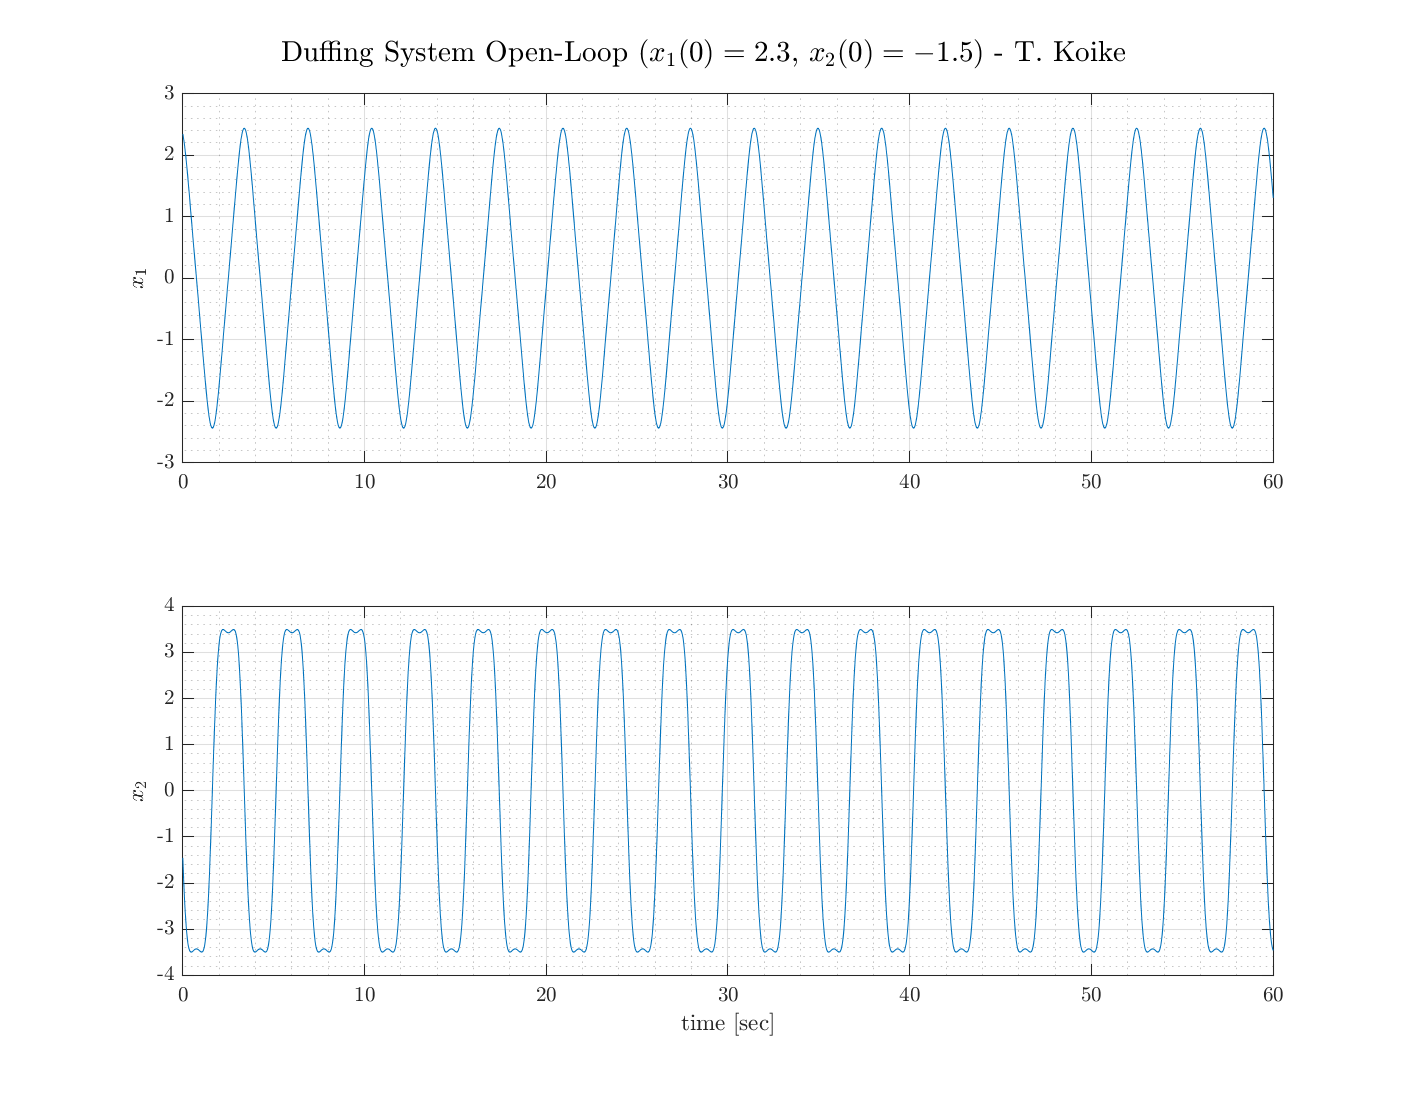 Duffing System Open-Loop (x₁(0) = 2.3, x₂(0) = −1.5) - T. Koike
3
2
1
0
-1
-2
-3
x₁
0 10 20 30 40 50 60
4
3
2
1
0
-1
-2
-3
-4
x₂
0 10 20 30 40 50 60
time [sec]